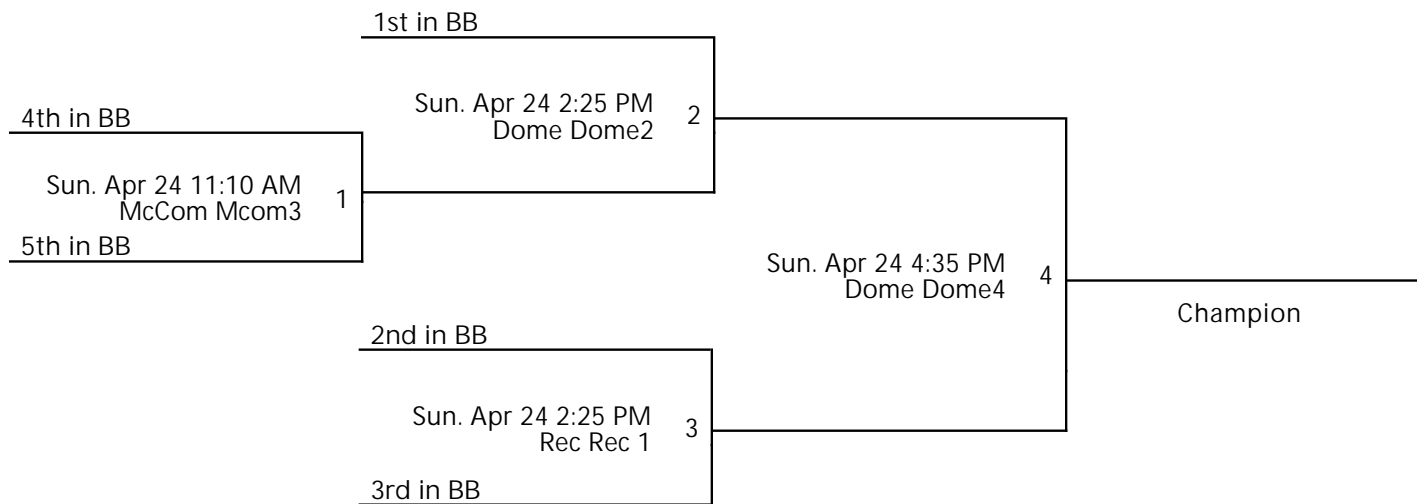 1st in BB
Sun. Apr 24 2:25 PM
Dome Dome2
2
4th in BB
Sun. Apr 24 11:10 AM
McCom Mcom3
1
5th in BB
Sun. Apr 24 4:35 PM
Dome Dome4
4
Champion
2nd in BB
Sun. Apr 24 2:25 PM
Rec Rec 1
3
3rd in BB